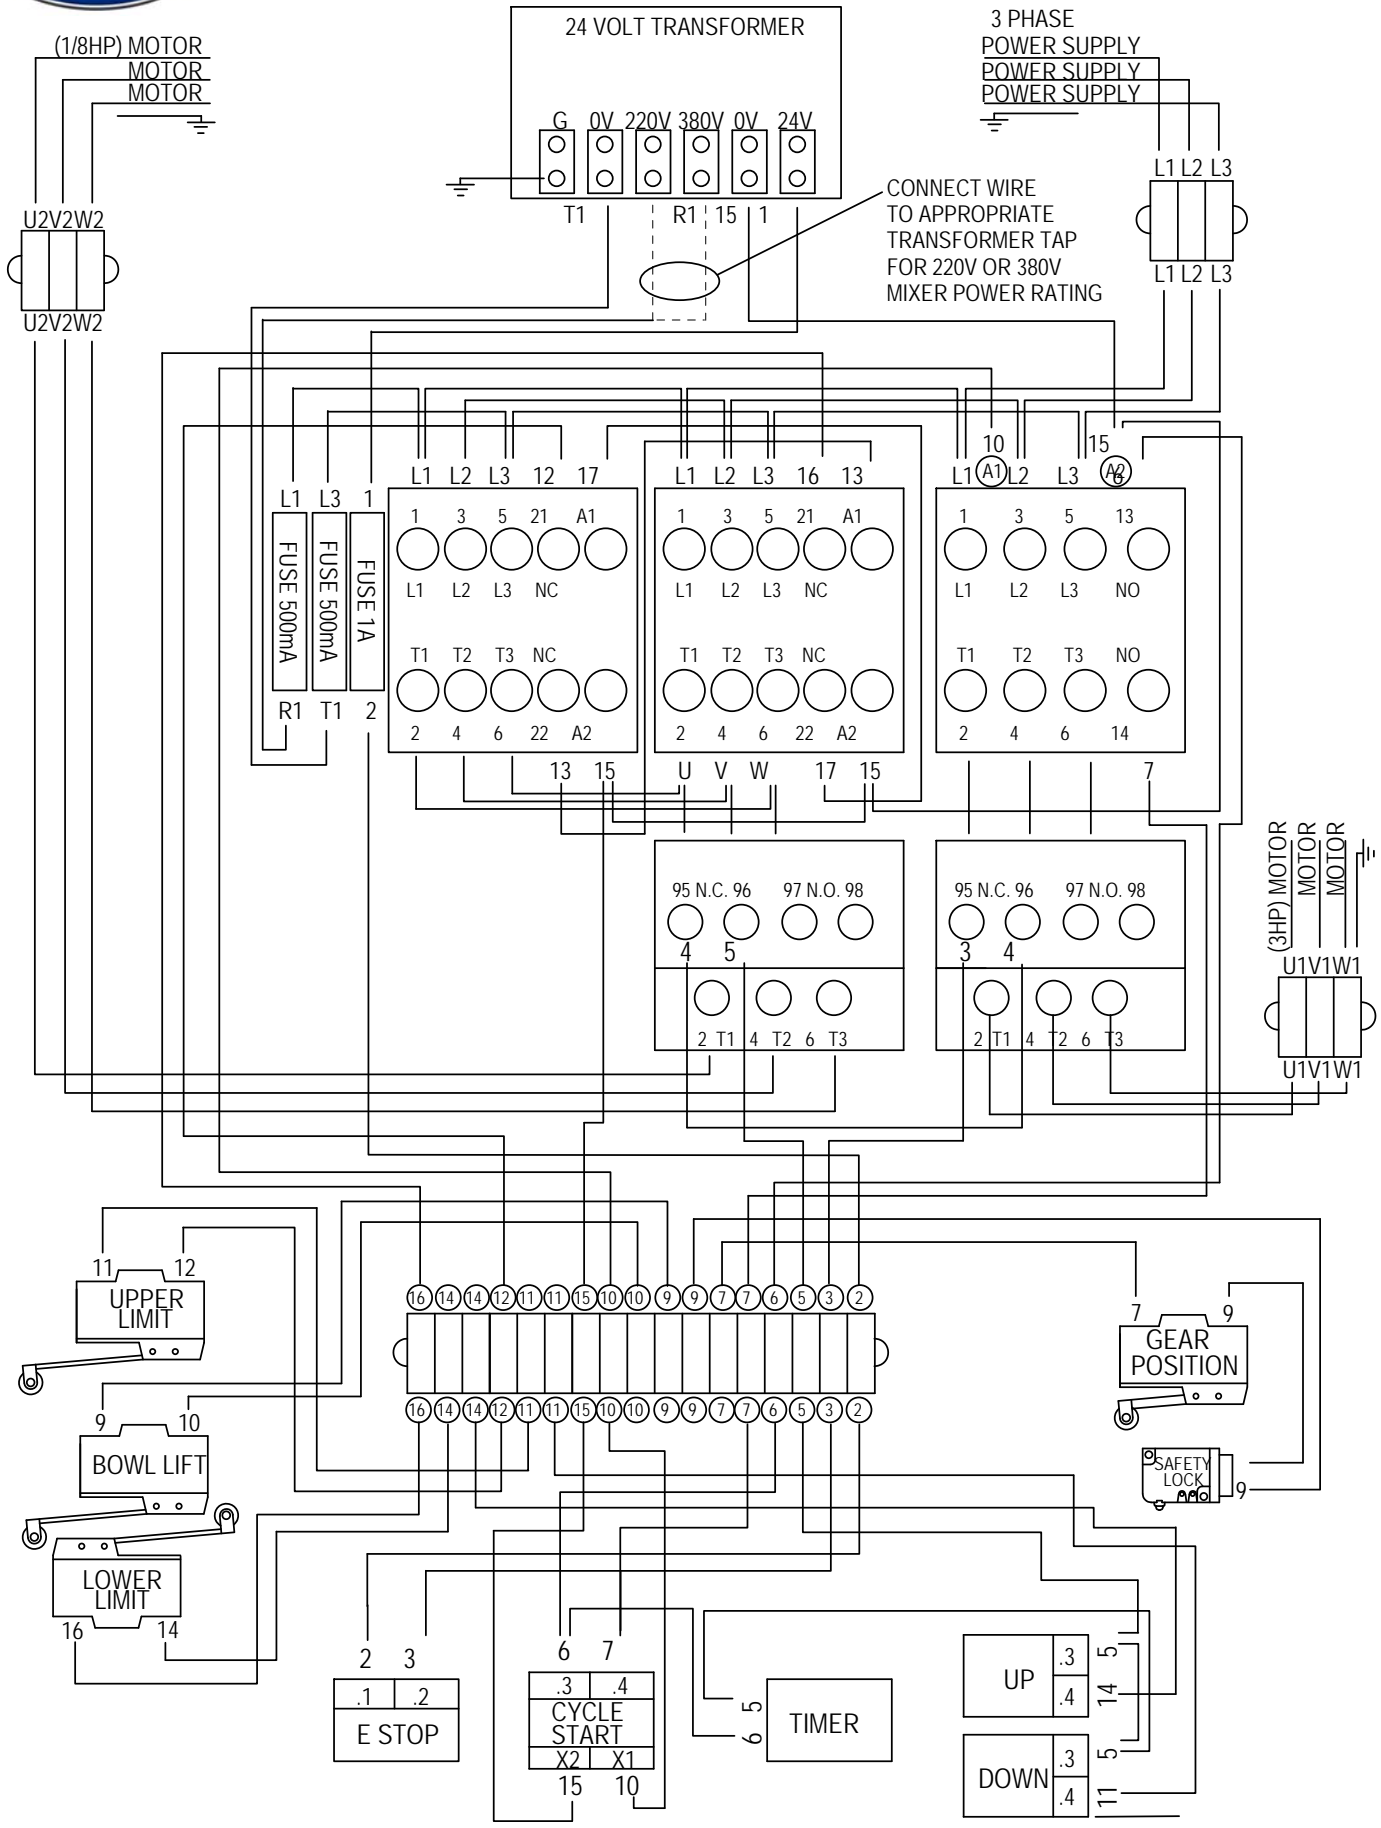 24 VOLT TRANSFORMER
G 0V 220V 380V 0V 24V
T1 R1 15 1
(1/8HP) MOTOR
MOTOR
MOTOR
U2V2W2
U2V2W2
3 PHASE
POWER SUPPLY
POWER SUPPLY
POWER SUPPLY
L1 L2 L3
L1 L2 L3
CONNECT WIRE
TO APPROPRIATE
TRANSFORMER TAP
FOR 220V OR 380V
MIXER POWER RATING
L1 L3 1
FUSE 500mA
FUSE 500mA
FUSE 1A
R1 T1 2
L1 L2 L3 12 17
1 3 5 21 A1
L1 L2 L3 NC
T1 T2 T3 NC
2 4 6 22 A2
13 15
L1 L2 L3 16 13
1 3 5 21 A1
L1 L2 L3 NC
T1 T2 T3 NC
2 4 6 22 A2
U V W 17 15
10 15
L1 A1 L2 L3 A2 6
1 3 5 13
L1 L2 L3 NO
T1 T2 T3 NO
2 4 6 14
7
95 N.C. 96 97 N.O. 98
4 5
2 T1 4 T2 6 T3
95 N.C. 96 97 N.O. 98
3 4
2 T1 4 T2 6 T3
(3HP) MOTOR
MOTOR
MOTOR
U1V1W1
U1V1W1
16 14 14 12 11 11 15 10 10 9 9 7 7 6 5 3 2
16 14 14 12 11 11 15 10 10 9 9 7 7 6 5 3 2
11 12
UPPER
LIMIT
9 10
BOWL LIFT
LOWER
LIMIT
16 14
7 9
GEAR
POSITION
SAFETY
LOCK
9
2 3
.1 .2
E STOP
6 7
.3 .4
CYCLE
START
X2 X1
15 10
5
6
TIMER
UP
.3 5
.4 14
DOWN
.3 5
.4 11